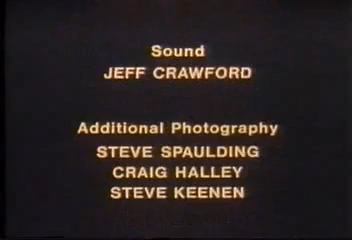 Sound
JEFF CRAWFORD
Additional Photography
STEVE SPAULDING
CRAIG HALLEY
STEVE KEENEN